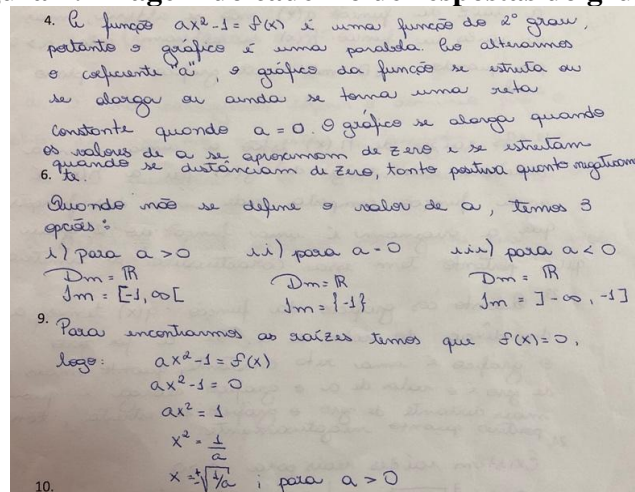 4. A função ax² - 1 = f(x) é uma função do 2° grau,
portanto o gráfico é uma parabola. Ao alterarmos
o coeficiente "a", o gráfico da função se estreita ou
se alarga ou ainda se torna uma reta
constante quando a = 0. O gráfico se alarga quando
os valores de a se aproximam de zero e se estreitam
quando se distânciam de zero, tanto positiva quanto negativam
te.
6.
Quando não se define o valor de a, temos 3
opções:
i) para a > 0 ii) para a = 0 iii) para a < 0
Dm = ℝ Dm = ℝ Dm = ℝ
Im = [-1, ∞[ Im = {-1} Im = ]-∞, -1]
9.
Para encontrarmos as raízes temos que f(x) = 0,
logo: ax² - 1 = f(x)
ax² - 1 = 0
ax² = 1
x² = 1/a
x = ±√1/a ; para a > 0
10.